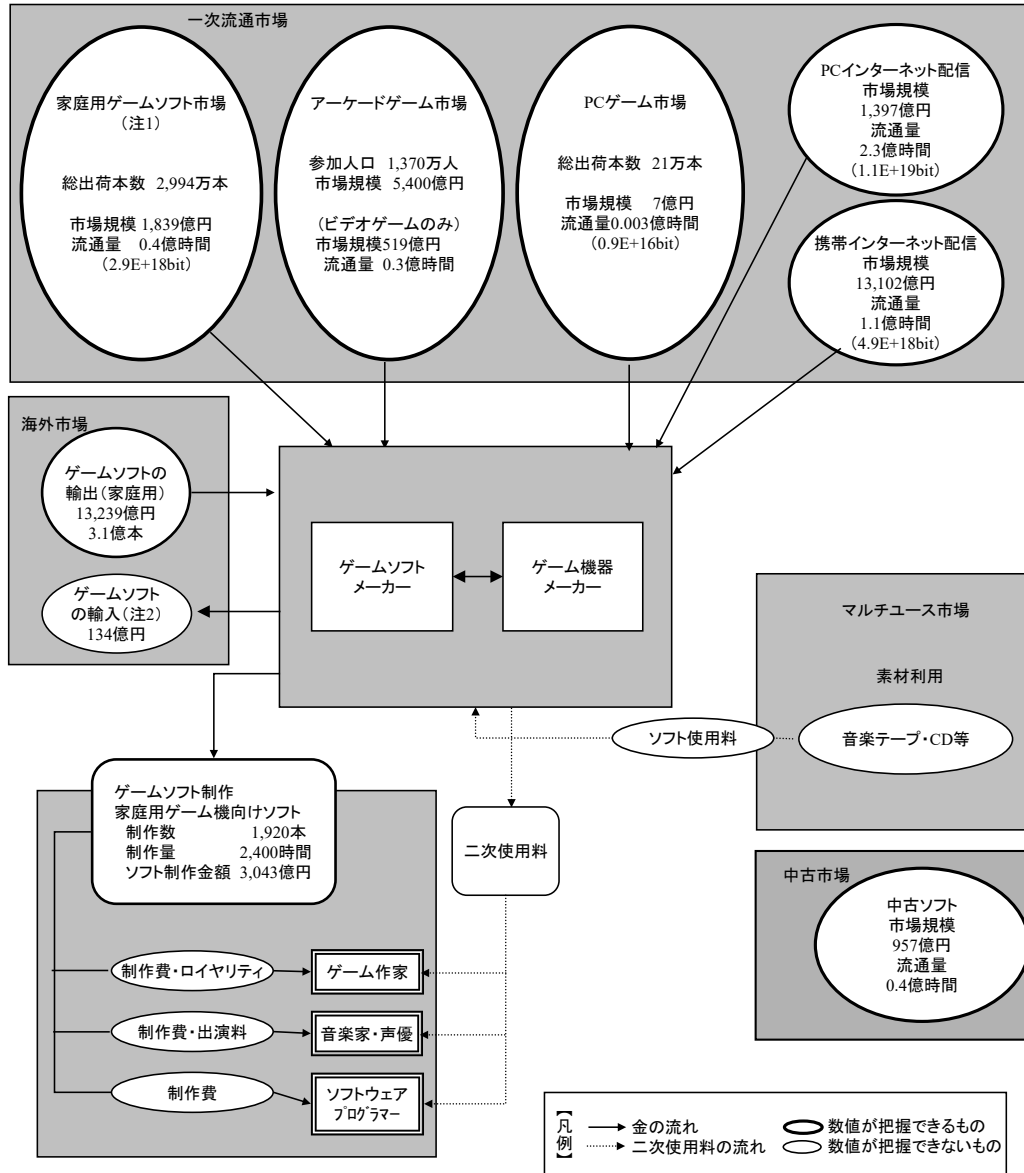 一次流通市場
家庭用ゲームソフト市場
(注1)
総出荷本数 2,994万本
市場規模 1,839億円
流通量 0.4億時間
(2.9E+18bit)
アーケードゲーム市場
参加人口 1,370万人
市場規模 5,400億円
(ビデオゲームのみ)
市場規模519億円
流通量 0.3億時間
PCゲーム市場
総出荷本数 21万本
市場規模 7億円
流通量0.003億時間
(0.9E+16bit)
PCインターネット配信
市場規模
1,397億円
流通量
2.3億時間
(1.1E+19bit)
携帯インターネット配信
市場規模
13,102億円
流通量
1.1億時間
(4.9E+18bit)
海外市場
ゲームソフトの
輸出(家庭用)
13,239億円
3.1億本
ゲームソフト
の輸入(注2)
134億円
ゲームソフト
メーカー
ゲーム機器
メーカー
マルチユース市場
素材利用
音楽テープ・CD等
ソフト使用料
ゲームソフト制作
家庭用ゲーム機向けソフト
制作数 1,920本
制作量 2,400時間
ソフト制作金額 3,043億円
二次使用料
中古市場
中古ソフト
市場規模
957億円
流通量
0.4億時間
制作費・ロイヤリティ
ゲーム作家
制作費・出演料
音楽家・声優
制作費
ソフトウェア
プログラマー
【凡例】
金の流れ
二次使用料の流れ
数値が把握できるもの
数値が把握できないもの